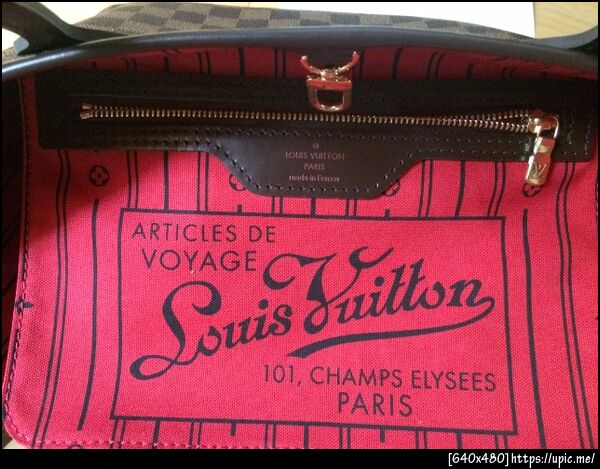 LOUIS VUITTON
PARIS
made in France
LV
ARTICLES DE
VOYAGE
Louis Vuitton
101, CHAMPS ELYSEES
PARIS
[640x480]https://upic.me/